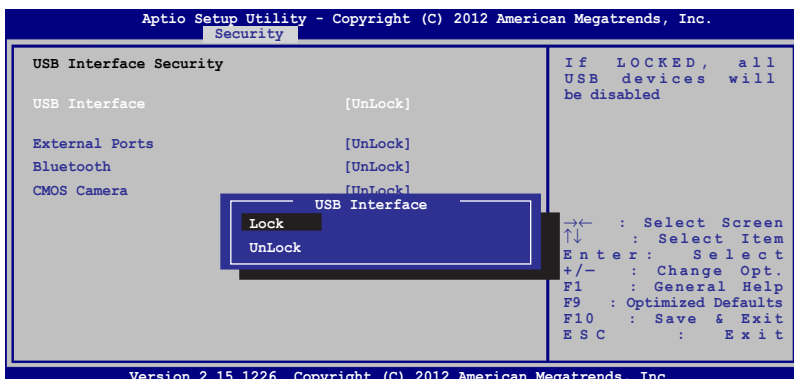 Aptio Setup Utility - Copyright (C) 2012 American Megatrends, Inc.
Security
USB Interface Security
USB Interface [UnLock]
External Ports [UnLock]
Bluetooth [UnLock]
CMOS Camera [UnLock]
USB Interface
Lock
UnLock
If LOCKED, all
USB devices will
be disabled
→← : Select Screen
↑↓ : Select Item
Enter: Select
+/— : Change Opt.
F1 : General Help
F9 : Optimized Defaults
F10 : Save & Exit
ESC : Exit
Version 2.15.1226. Copyright (C) 2012 American Megatrends, Inc.